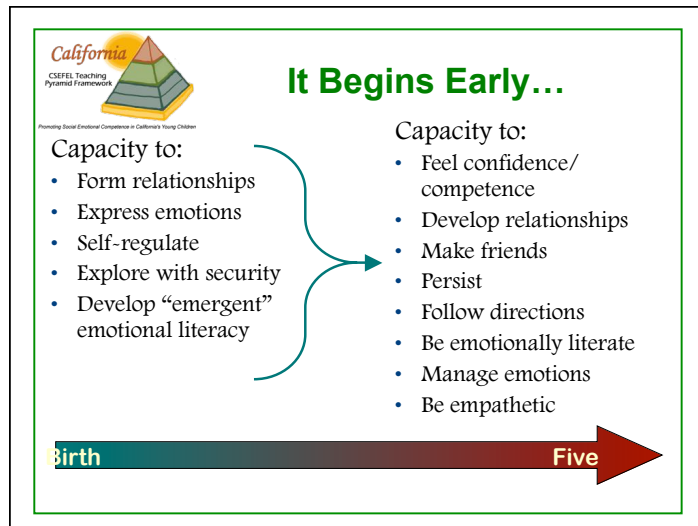 California
CSEFEL Teaching
Pyramid Framework
Promoting Social Emotional Competence in California's Young Children
It Begins Early…
Capacity to:
• Form relationships
• Express emotions
• Self-regulate
• Explore with security
• Develop “emergent”
emotional literacy
Capacity to:
• Feel confidence/
competence
• Develop relationships
• Make friends
• Persist
• Follow directions
• Be emotionally literate
• Manage emotions
• Be empathetic
Birth
Five